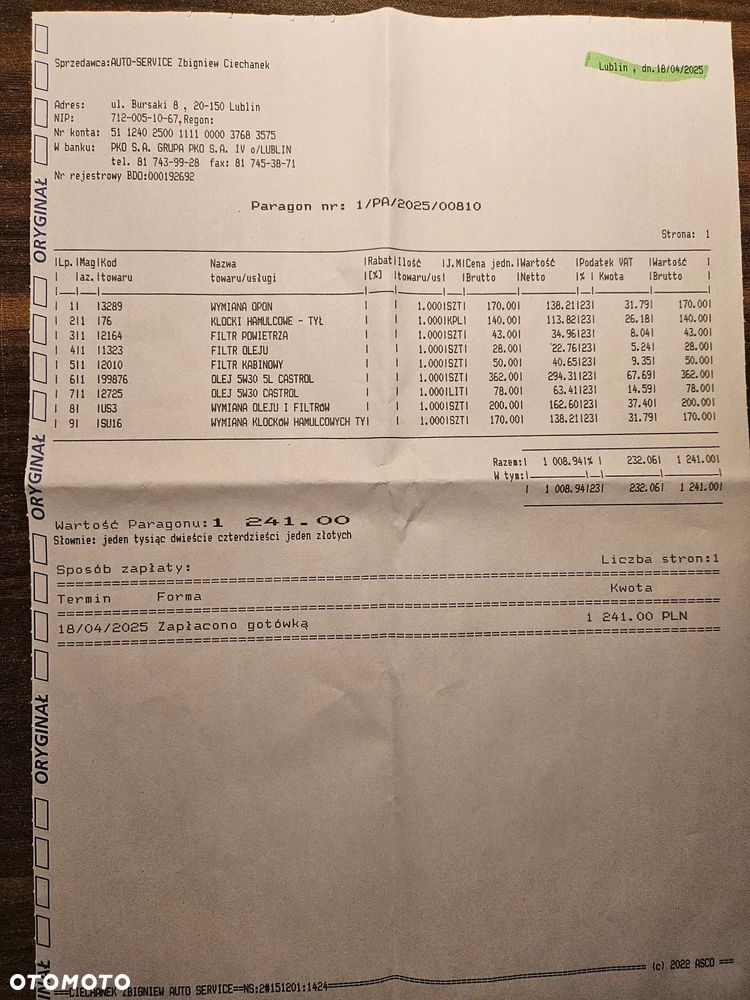 Sprzedawca:AUTO-SERVICE Zbigniew Ciechanek
Lublin , dn.18/04/2025
Adres: ul. Bursaki 8 , 20-150 Lublin
NIP: 712-005-10-67,Regon:
Nr konta: 51 1240 2500 1111 0000 3768 3575
W banku: PKO S.A. GRUPA PKO S.A. IV o/LUBLIN
tel. 81 743-99-28 fax: 81 745-38-71
Nr rejestrowy BDO:000192692
Paragon nr: 1/PA/2025/00810
Strona: 1
|Lp.|Mag|Kod Nazwa |Rabat|Ilość |J.M|Cena jedn.|Wartość |Podatek VAT |Wartość |
|az.|towaru towaru/usługi |[%] |towaru/us| |Brutto |Netto |% | Kwota |Brutto |
| 1| |3289 WYMIANA OPON | | 1.000|SZT| 170.00| 138.21|23| 31.79| 170.00|
| 2|1 |76 KLOCKI HAMULCOWE - TYŁ | | 1.000|KPL| 140.00| 113.82|23| 26.18| 140.00|
| 3|1 |2164 FILTR POWIETRZA | | 1.000|SZT| 43.00| 34.96|23| 8.04| 43.00|
| 4|1 |1323 FILTR OLEJU | | 1.000|SZT| 28.00| 22.76|23| 5.24| 28.00|
| 5|1 |2010 FILTR KABINOWY | | 1.000|SZT| 50.00| 40.65|23| 9.35| 50.00|
| 6|1 |99876 OLEJ 5W30 5L CASTROL | | 1.000|SZT| 362.00| 294.31|23| 67.69| 362.00|
| 7|1 |2725 OLEJ 5W30 CASTROL | | 1.000|LIT| 78.00| 63.41|23| 14.59| 78.00|
| 8| |US3 WYMIANA OLEJU I FILTRÓW | | 1.000|SZT| 200.00| 162.60|23| 37.40| 200.00|
| 9| |SU16 WYMIANA KLOCKÓW HAMULCOWYCH TY| | 1.000|SZT| 170.00| 138.21|23| 31.79| 170.00|
Razem:| 1 008.94|% | 232.06| 1 241.00|
W tym:|
| 1 008.94|23| 232.06| 1 241.00|
Wartość Paragonu:1 241.00
Słownie: jeden tysiąc dwieście czterdzieści jeden złotych
Sposób zapłaty: Liczba stron:1
Termin Forma Kwota
18/04/2025 Zapłacono gotówką 1 241.00 PLN
ORYGINAŁ
ORYGINAŁ
ORYGINAŁ
(c) 2022 ASCO
CIECHANEK ZBIGNIEW AUTO SERVICE==NS:2#151201:1424
OTOMOTO